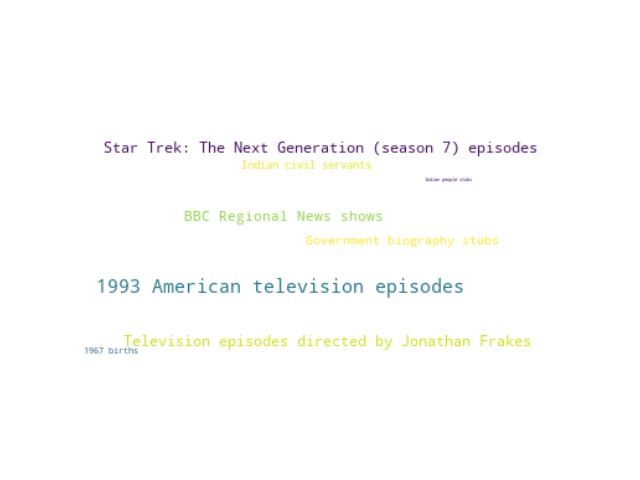 Star Trek: The Next Generation (season 7) episodes
Indian civil servants
Indian people stubs
BBC Regional News shows
Government biography stubs
1993 American television episodes
Television episodes directed by Jonathan Frakes
1967 births